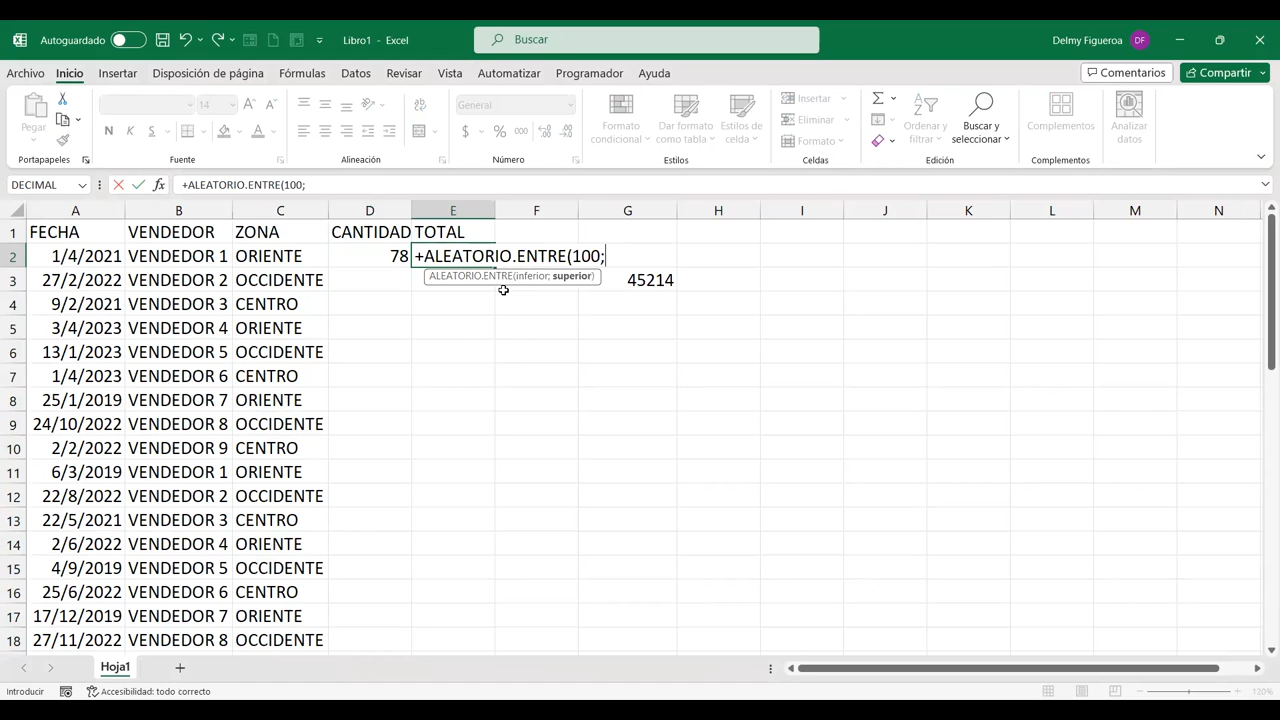 Autoguardado
Libro1 - Excel
Buscar
Delmy Figueroa DF
Archivo Inicio Insertar Disposición de página Fórmulas Datos Revisar Vista Automatizar Programador Ayuda
Comentarios Compartir
Pegar
14
General
N K S
$ % 000
Formato condicional
Dar formato como tabla
Estilos de celda
Insertar
Eliminar
Formato
Ordenar y filtrar
Buscar y seleccionar
Complementos
Analizar datos
Portapapeles Fuente Alineación Número Estilos Celdas Edición Complementos
DECIMAL fx +ALEATORIO.ENTRE(100;
A B C D E F G H I J K L M N
1 FECHA VENDEDOR ZONA CANTIDAD TOTAL
2 1/4/2021 VENDEDOR 1 ORIENTE 78 +ALEATORIO.ENTRE(100;
ALEATORIO.ENTRE(inferior; superior)
3 27/2/2022 VENDEDOR 2 OCCIDENTE 45214
4 9/2/2021 VENDEDOR 3 CENTRO
5 3/4/2023 VENDEDOR 4 ORIENTE
6 13/1/2023 VENDEDOR 5 OCCIDENTE
7 1/4/2023 VENDEDOR 6 CENTRO
8 25/1/2019 VENDEDOR 7 ORIENTE
9 24/10/2022 VENDEDOR 8 OCCIDENTE
10 2/2/2022 VENDEDOR 9 CENTRO
11 6/3/2019 VENDEDOR 1 ORIENTE
12 22/8/2022 VENDEDOR 2 OCCIDENTE
13 22/5/2021 VENDEDOR 3 CENTRO
14 2/6/2022 VENDEDOR 4 ORIENTE
15 4/9/2019 VENDEDOR 5 OCCIDENTE
16 25/6/2022 VENDEDOR 6 CENTRO
17 17/12/2019 VENDEDOR 7 ORIENTE
18 27/11/2022 VENDEDOR 8 OCCIDENTE
Hoja1
Introducir
Accesibilidad: todo correcto
120%